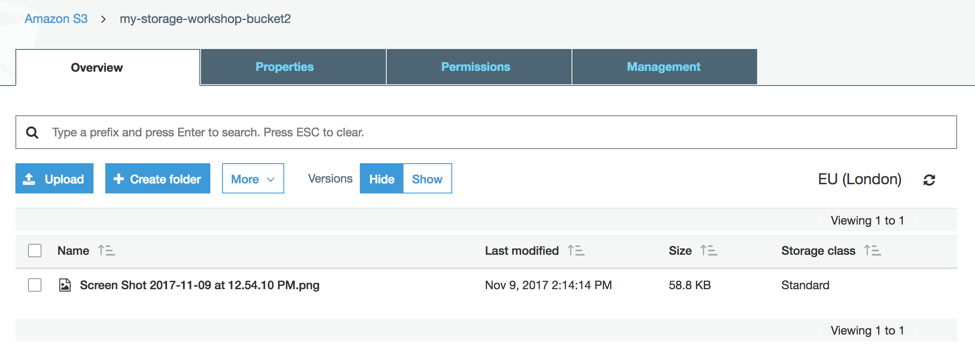 Amazon S3 > my-storage-workshop-bucket2
Overview Properties Permissions Management
Type a prefix and press Enter to search. Press ESC to clear.
Upload + Create folder More Versions Hide Show EU (London)
Viewing 1 to 1
Name Last modified Size Storage class
Screen Shot 2017-11-09 at 12.54.10 PM.png Nov 9, 2017 2:14:14 PM 58.8 KB Standard
Viewing 1 to 1